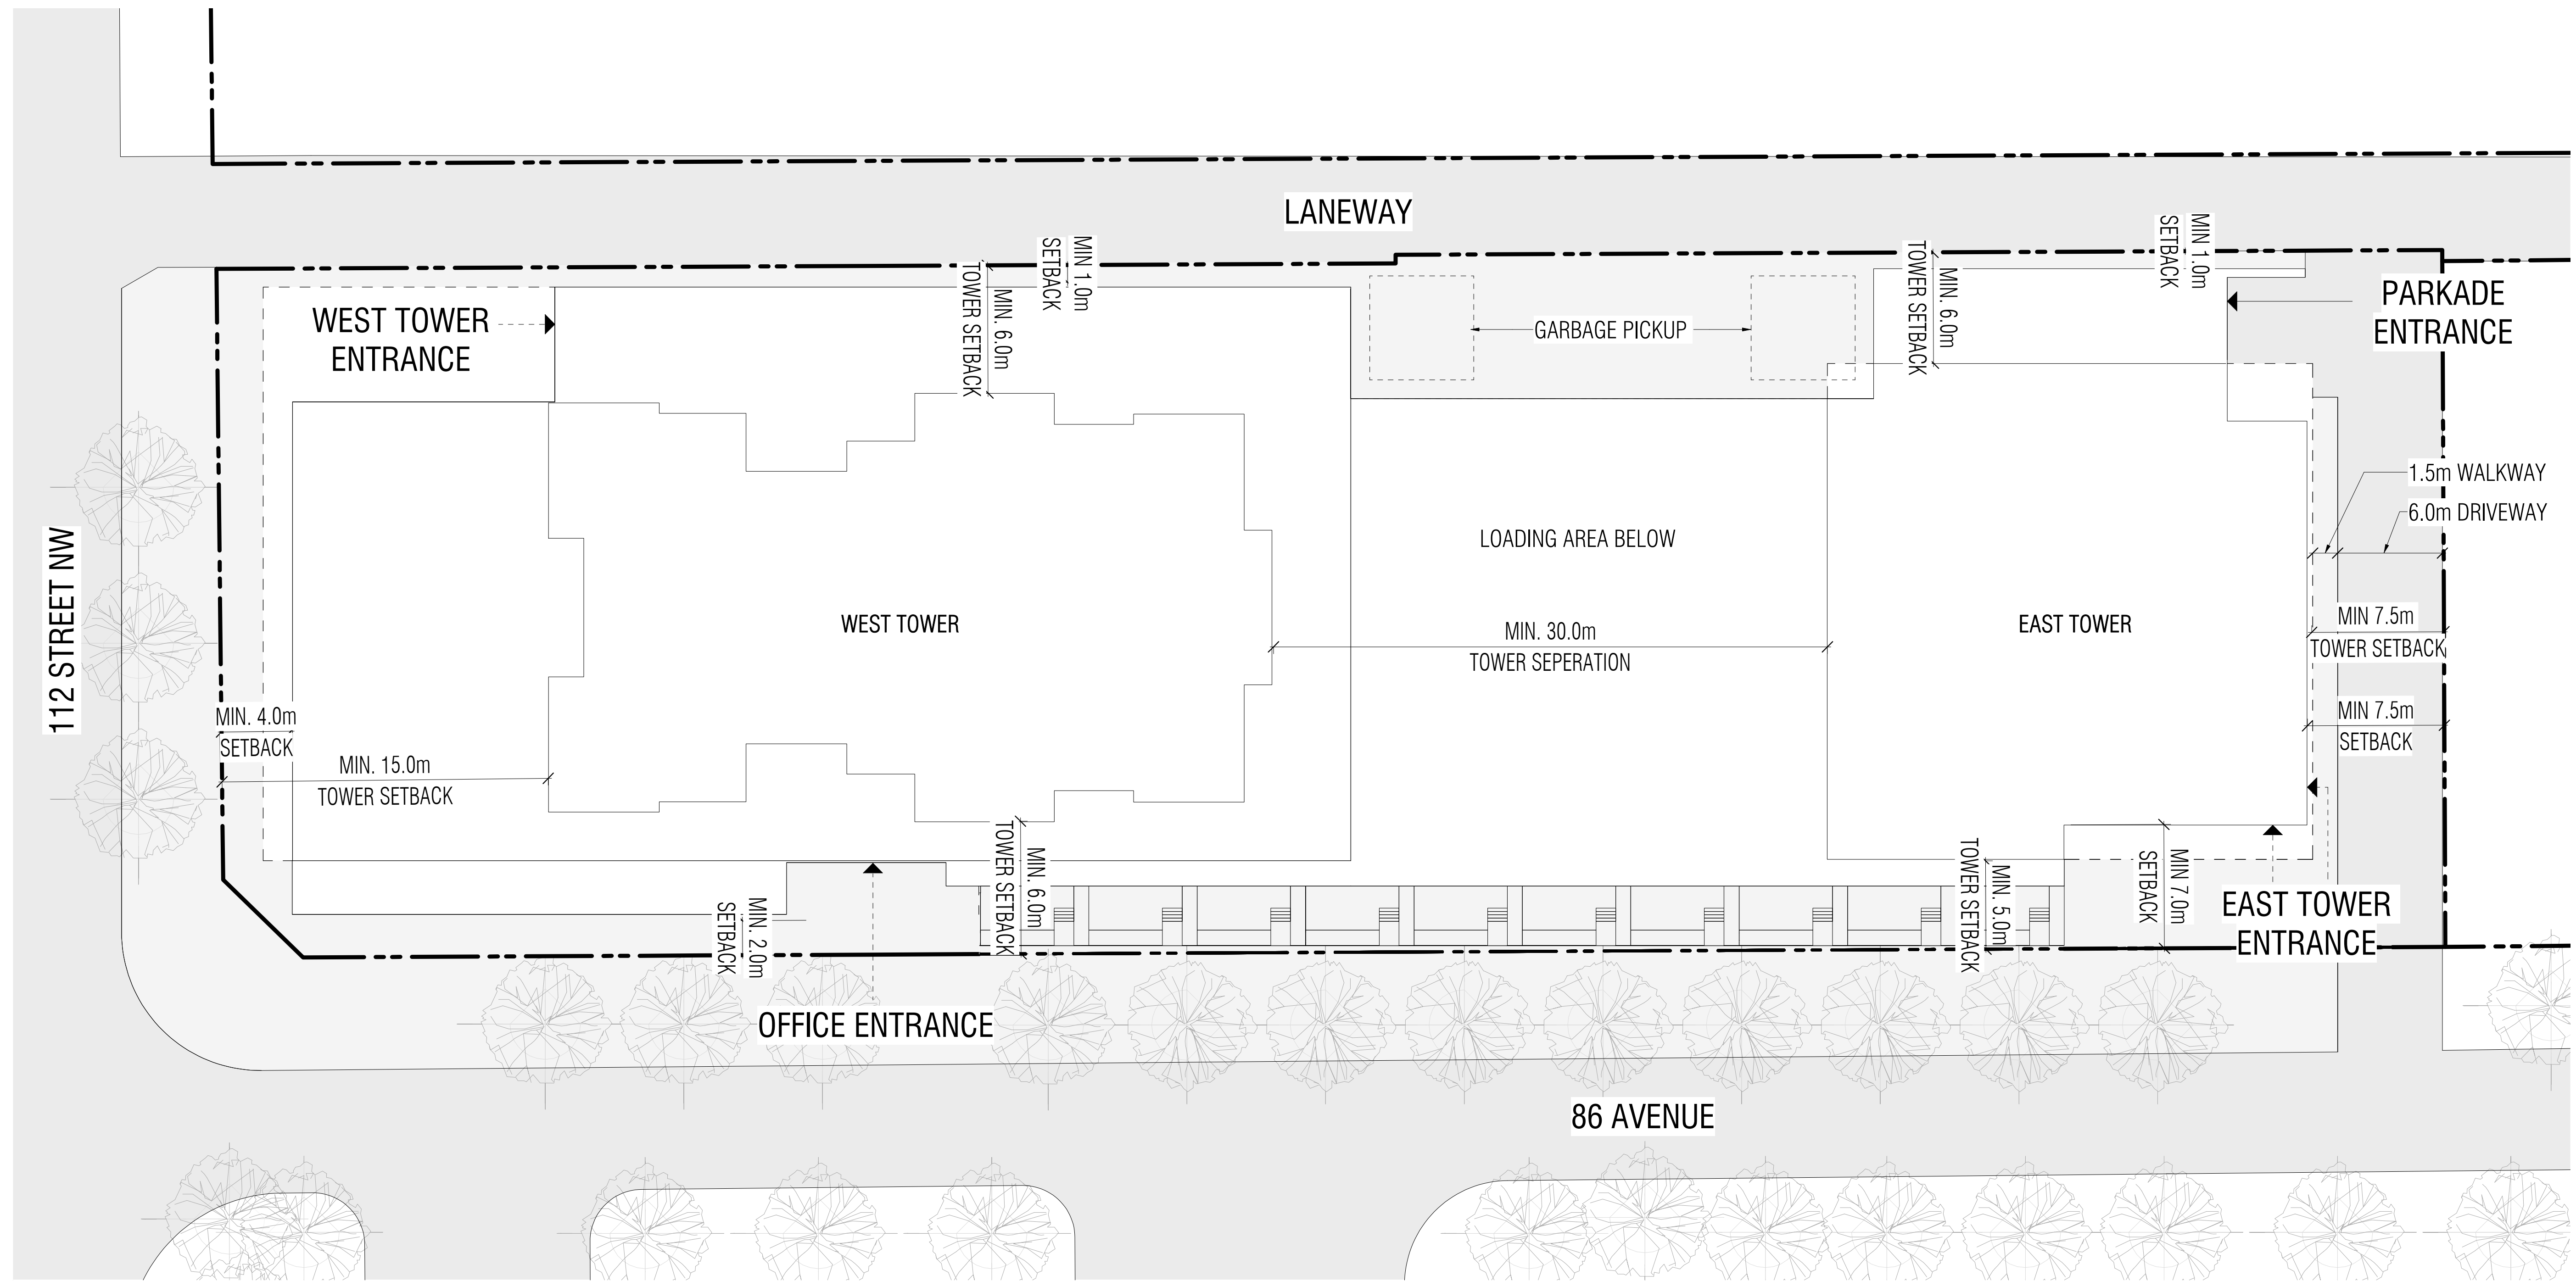 LANEWAY
MIN 1.0m
SETBACK
MIN. 6.0m
TOWER SETBACK
MIN 1.0m
SETBACK
MIN. 6.0m
TOWER SETBACK
WEST TOWER
ENTRANCE
GARBAGE PICKUP
PARKADE
ENTRANCE
1.5m WALKWAY
6.0m DRIVEWAY
LOADING AREA BELOW
112 STREET NW
WEST TOWER
EAST TOWER
MIN. 30.0m
TOWER SEPERATION
MIN 7.5m
TOWER SETBACK
MIN. 4.0m
SETBACK
MIN 7.5m
SETBACK
MIN. 15.0m
TOWER SETBACK
MIN. 6.0m
TOWER SETBACK
MIN. 5.0m
TOWER SETBACK
MIN 7.0m
SETBACK
MIN. 2.0m
SETBACK
EAST TOWER
ENTRANCE
OFFICE ENTRANCE
86 AVENUE